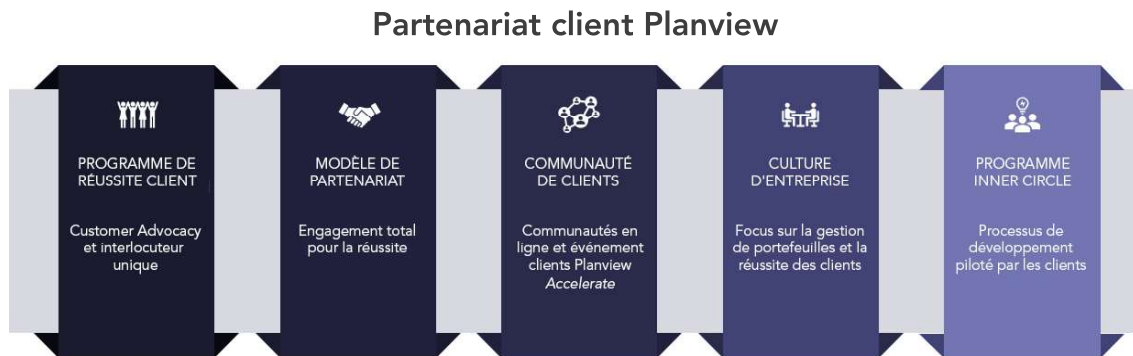 Partenariat client Planview
PROGRAMME DE
RÉUSSITE CLIENT
Customer Advocacy
et interlocuteur
unique
MODÈLE DE
PARTENARIAT
Engagement total
pour la réussite
COMMUNAUTÉ
DE CLIENTS
Communautés en
ligne et événement
clients Planview
Accelerate
CULTURE
D'ENTREPRISE
Focus sur la gestion
de portefeuilles et la
réussite des clients
PROGRAMME
INNER CIRCLE
Processus de
développement
piloté par les clients